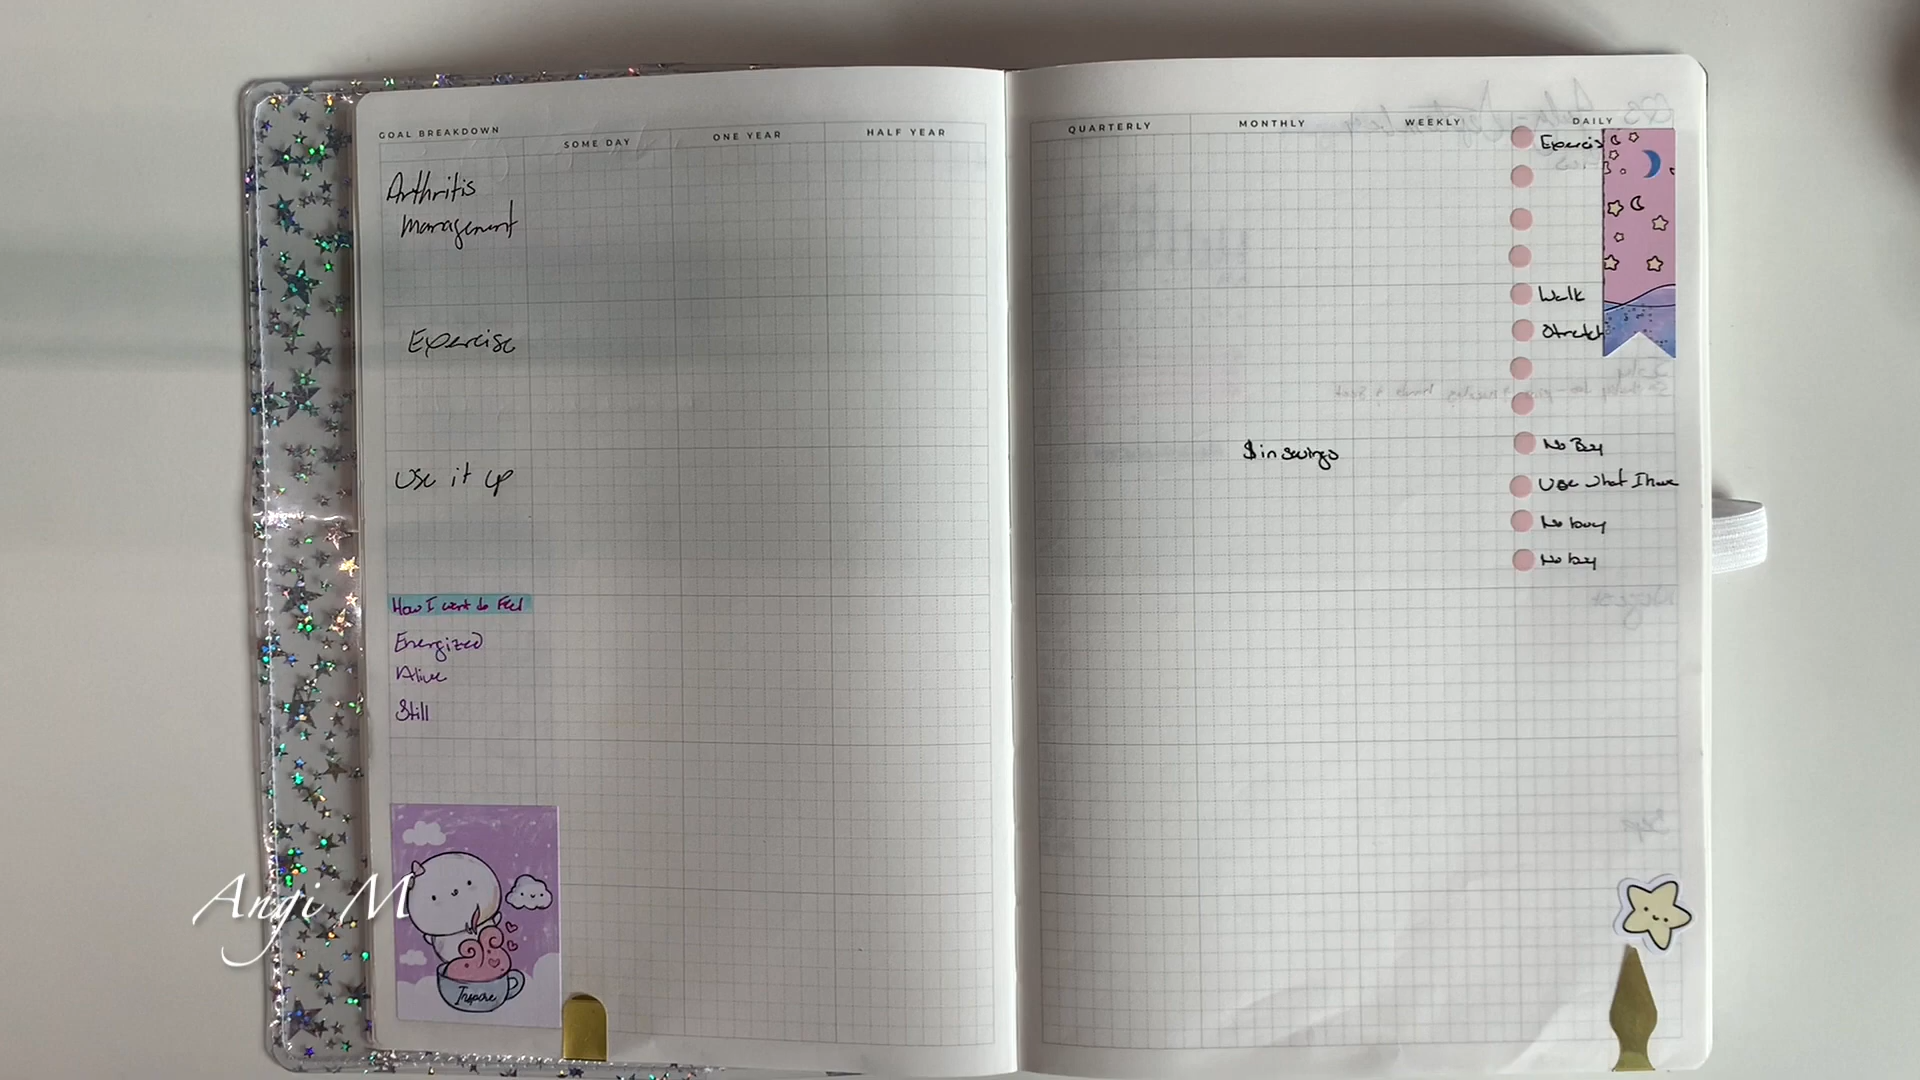 GOAL BREAKDOWN
SOME DAY
ONE YEAR
HALF YEAR
Arthritis
Management
Exercise
Use it up
How I want to Feel
Energized
Alive
Still
Inspire
Angi M
QUARTERLY
MONTHLY
WEEKLY
DAILY
Exercis
Walk
Stretch
$ in savings
No Buy
Use what I have
No buy
No buy